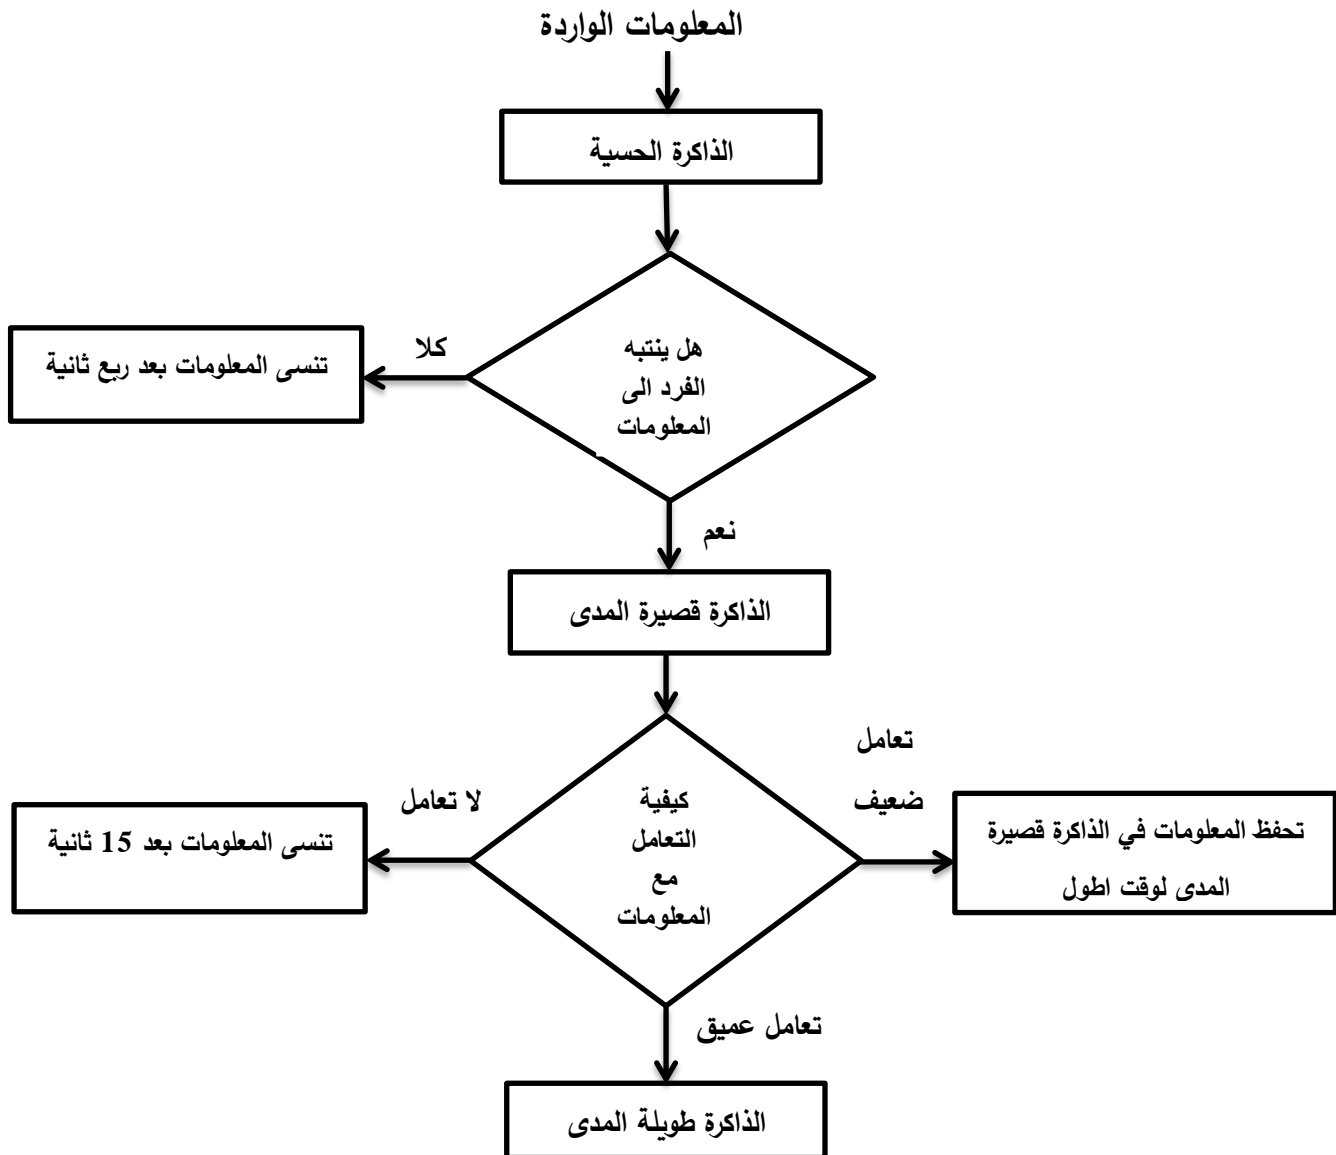 المعلومات الواردة
الذاكرة الحسية
هل ينتبه
الفرد الى
المعلومات
كلا
تنسى المعلومات بعد ربع ثانية
نعم
الذاكرة قصيرة المدى
كيفية
التعامل
مع
المعلومات
تعامل
ضعيف
تحفظ المعلومات في الذاكرة قصيرة
المدى لوقت اطول
لا تعامل
تنسى المعلومات بعد 15 ثانية
تعامل عميق
الذاكرة طويلة المدى